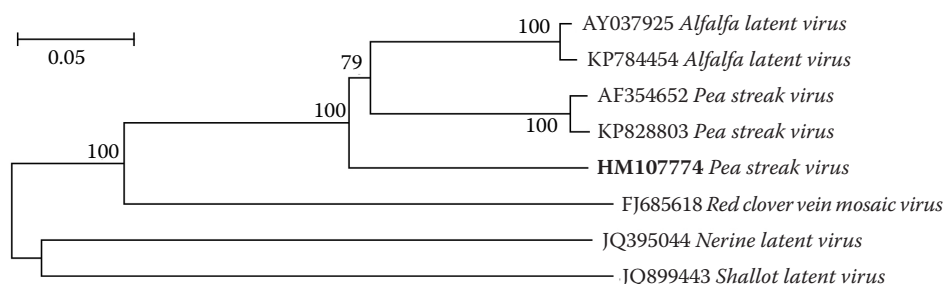 100 AY037925 Alfalfa latent virus
0.05
79
KP784454 Alfalfa latent virus
AF354652 Pea streak virus
100
100 KP828803 Pea streak virus
100
HM107774 Pea streak virus
FJ685618 Red clover vein mosaic virus
JQ395044 Nerine latent virus
JQ899443 Shallot latent virus